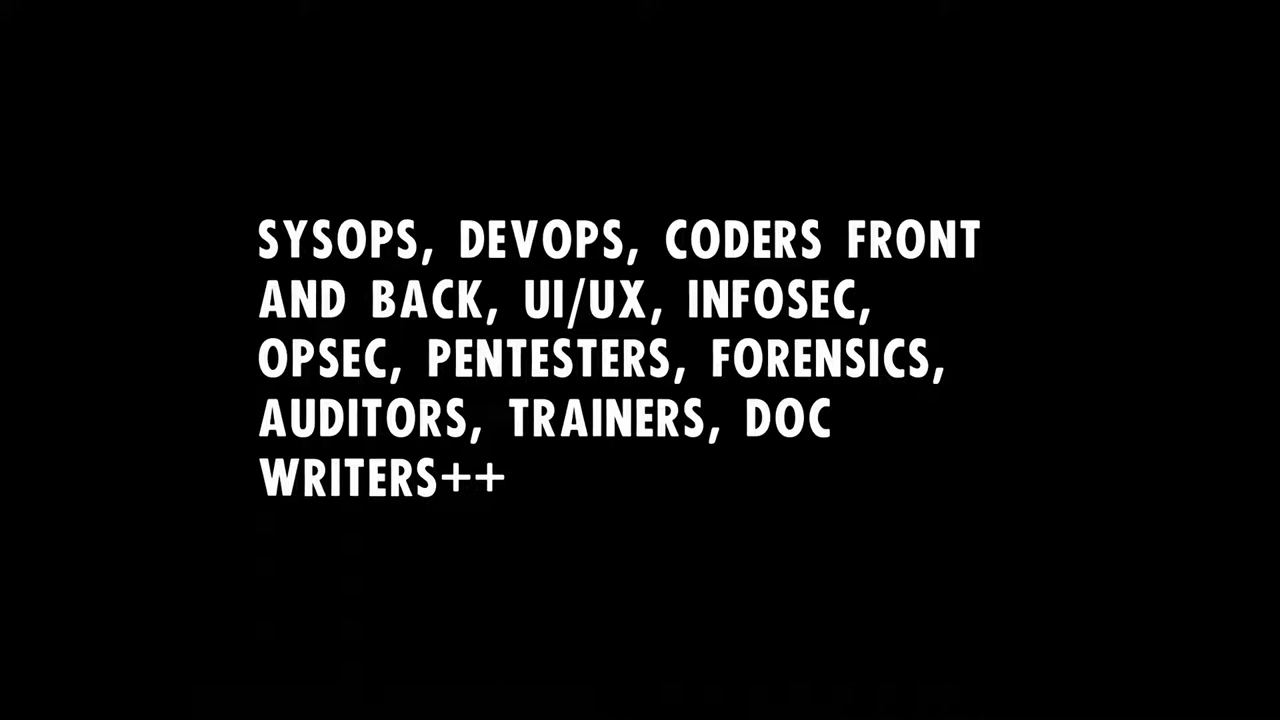 SYSOPS, DEVOPS, CODERS FRONT
AND BACK, UI/UX, INFOSEC,
OPSEC, PENTESTERS, FORENSICS,
AUDITORS, TRAINERS, DOC
WRITERS++